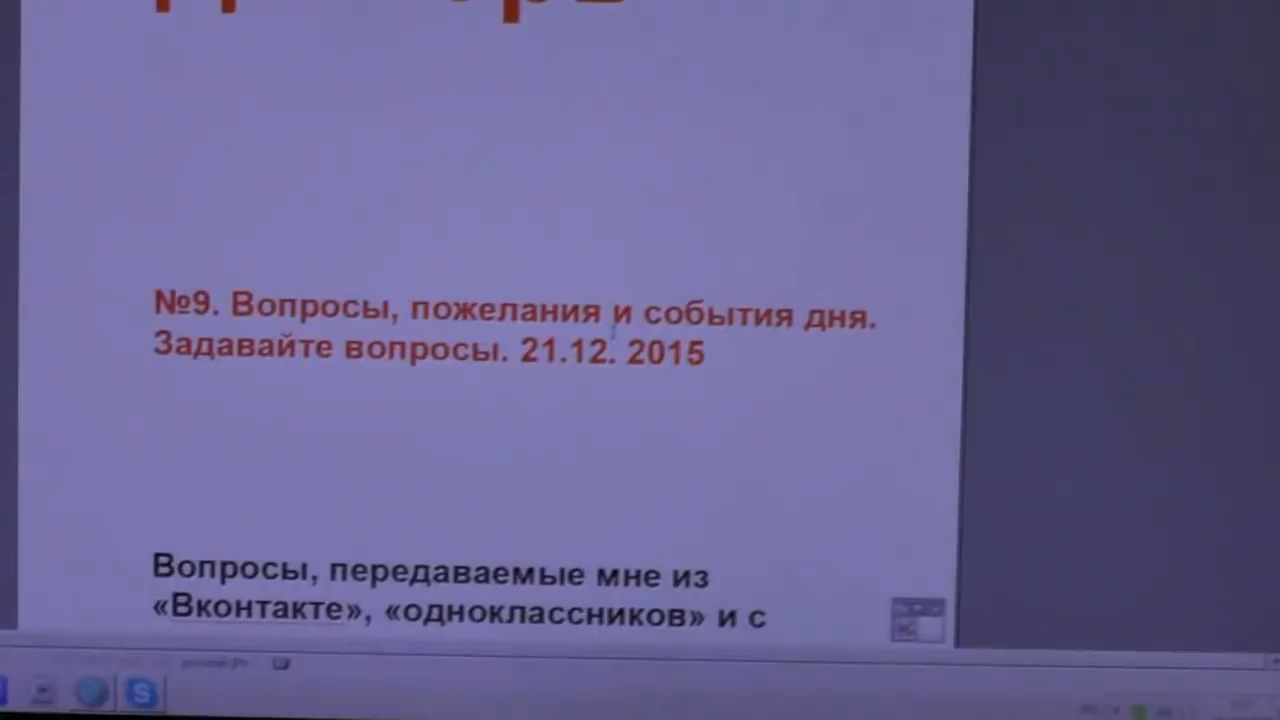 №9. Вопросы, пожелания и события дня.
Задавайте вопросы. 21.12. 2015
Вопросы, передаваемые мне из
«Вконтакте», «одноклассников» и с